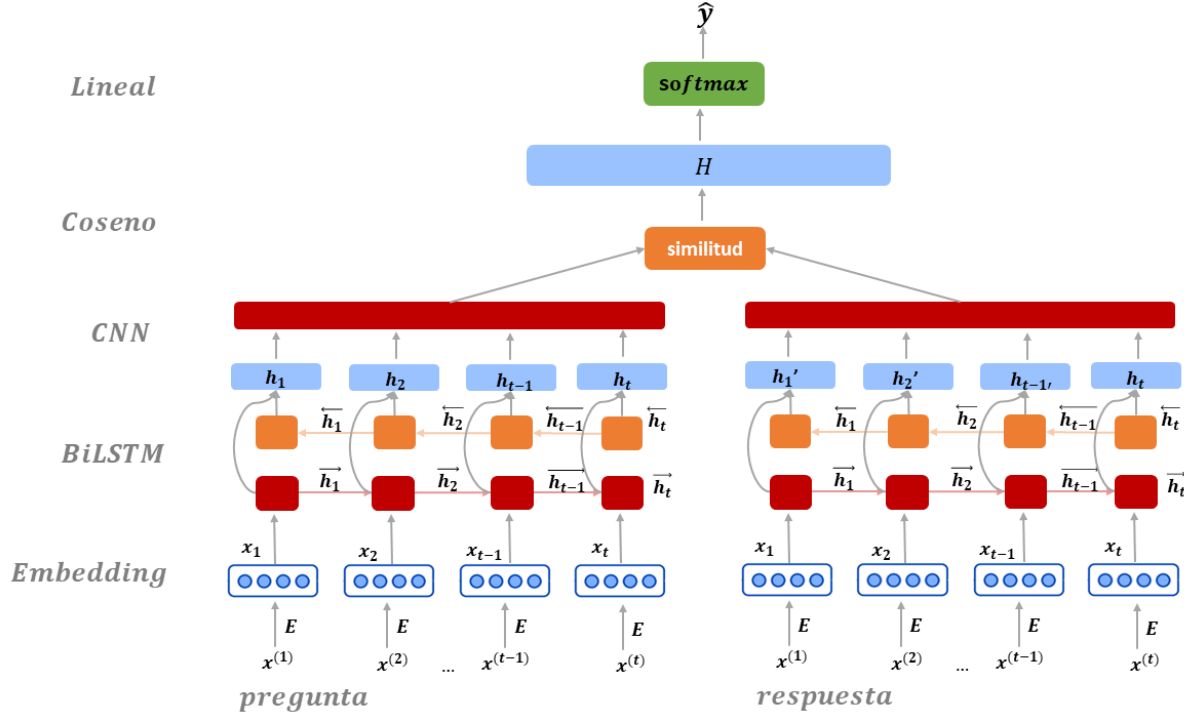 ŷ
Lineal
softmax
H
Coseno
similitud
CNN
h₁ h₂ hₜ₋₁ hₜ h₁′ h₂′ hₜ₋₁, hₜ
←h₁ ←h₂ ←hₜ₋₁ ←hₜ ←h₁ ←h₂ ←hₜ₋₁ ←hₜ
BiLSTM
→h₁ →h₂ →hₜ₋₁ →hₜ →h₁ →h₂ →hₜ₋₁ →hₜ
x₁ x₂ xₜ₋₁ xₜ x₁ x₂ xₜ₋₁ xₜ
Embedding
E E E E E E E E
x⁽¹⁾ x⁽²⁾ ... x⁽ᵗ⁻¹⁾ x⁽ᵗ⁾ x⁽¹⁾ x⁽²⁾ ... x⁽ᵗ⁻¹⁾ x⁽ᵗ⁾
pregunta respuesta